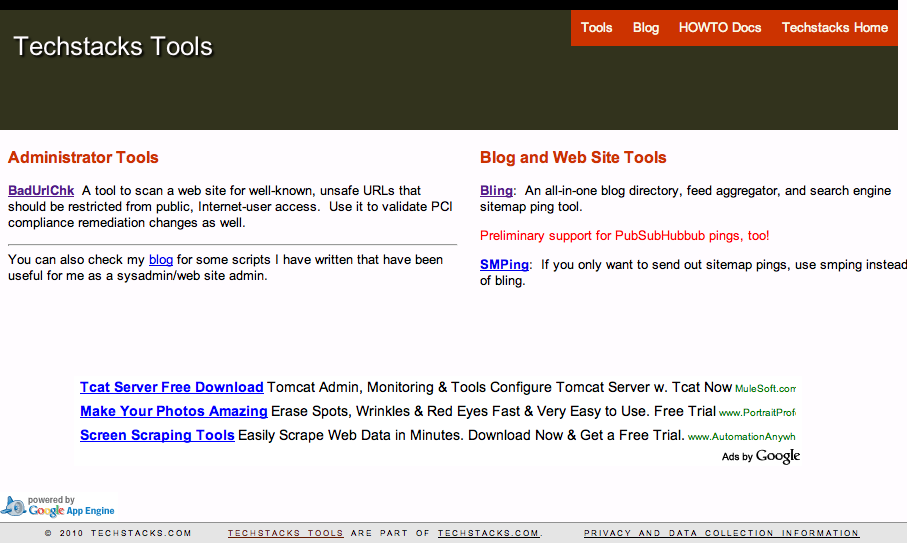 Techstacks Tools
Tools Blog HOWTO Docs Techstacks Home
Administrator Tools
BadUrlChk A tool to scan a web site for well-known, unsafe URLs that
should be restricted from public, Internet-user access. Use it to validate PCI
compliance remediation changes as well.
You can also check my blog for some scripts I have written that have been
useful for me as a sysadmin/web site admin.
Blog and Web Site Tools
Bling: An all-in-one blog directory, feed aggregator, and search engine
sitemap ping tool.
Preliminary support for PubSubHubbub pings, too!
SMPing: If you only want to send out sitemap pings, use smping instead
of bling.
Tcat Server Free Download Tomcat Admin, Monitoring & Tools Configure Tomcat Server w. Tcat Now MuleSoft.com
Make Your Photos Amazing Erase Spots, Wrinkles & Red Eyes Fast & Very Easy to Use. Free Trial www.PortraitProf
Screen Scraping Tools Easily Scrape Web Data in Minutes. Download Now & Get a Free Trial. www.AutomationAnywh
Ads by Google
powered by
Google App Engine
© 2010 TECHSTACKS.COM TECHSTACKS TOOLS ARE PART OF TECHSTACKS.COM. PRIVACY AND DATA COLLECTION INFORMATION